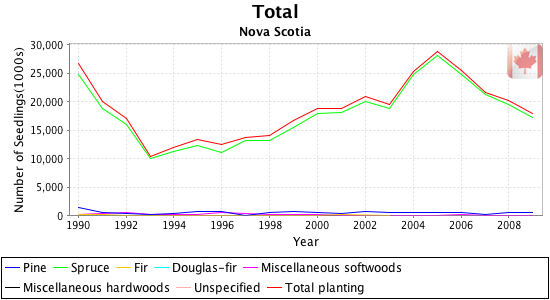 Total
Nova Scotia
Number of Seedlings(1000s)
30,000
25,000
20,000
15,000
10,000
5,000
0
1990 1992 1994 1996 1998 2000 2002 2004 2006 2008
Year
Pine Spruce Fir Douglas-fir Miscellaneous softwoods
Miscellaneous hardwoods Unspecified Total planting